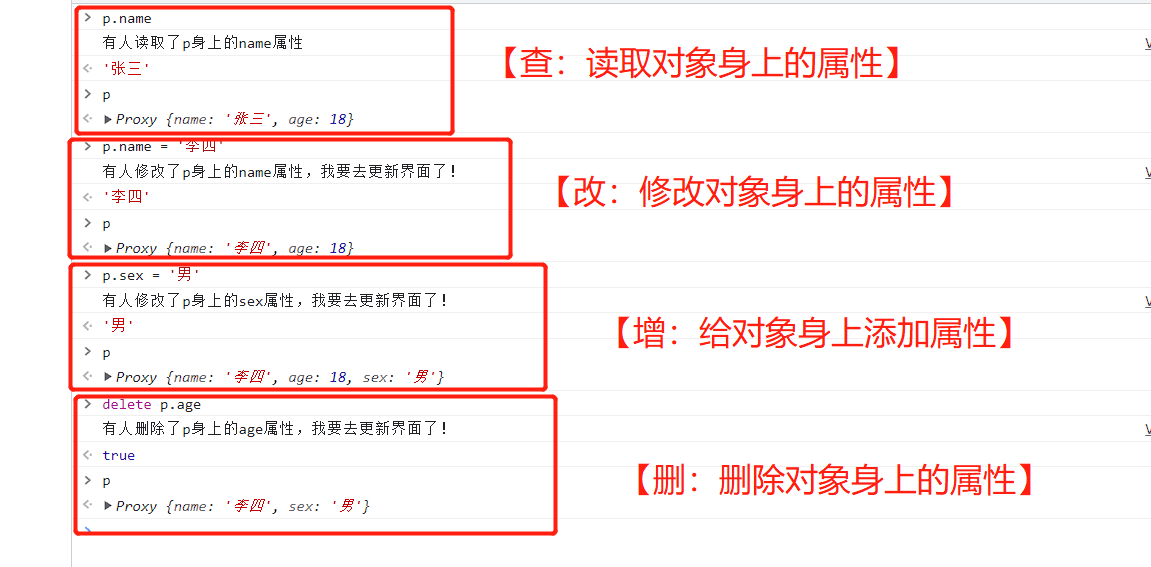 > p.name
有人读取了p身上的name属性
【查：读取对象身上的属性】
'张三'
> p
Proxy {name: '张三', age: 18}
> p.name = '李四'
有人修改了p身上的name属性，我要去更新界面了！
【改：修改对象身上的属性】
'李四'
> p
Proxy {name: '李四', age: 18}
> p.sex = '男'
有人修改了p身上的sex属性，我要去更新界面了！
'男'
【增：给对象身上添加属性】
> p
Proxy {name: '李四', age: 18, sex: '男'}
> delete p.age
有人删除了p身上的age属性，我要去更新界面了！
true
> p
【删：删除对象身上的属性】
Proxy {name: '李四', sex: '男'}
>